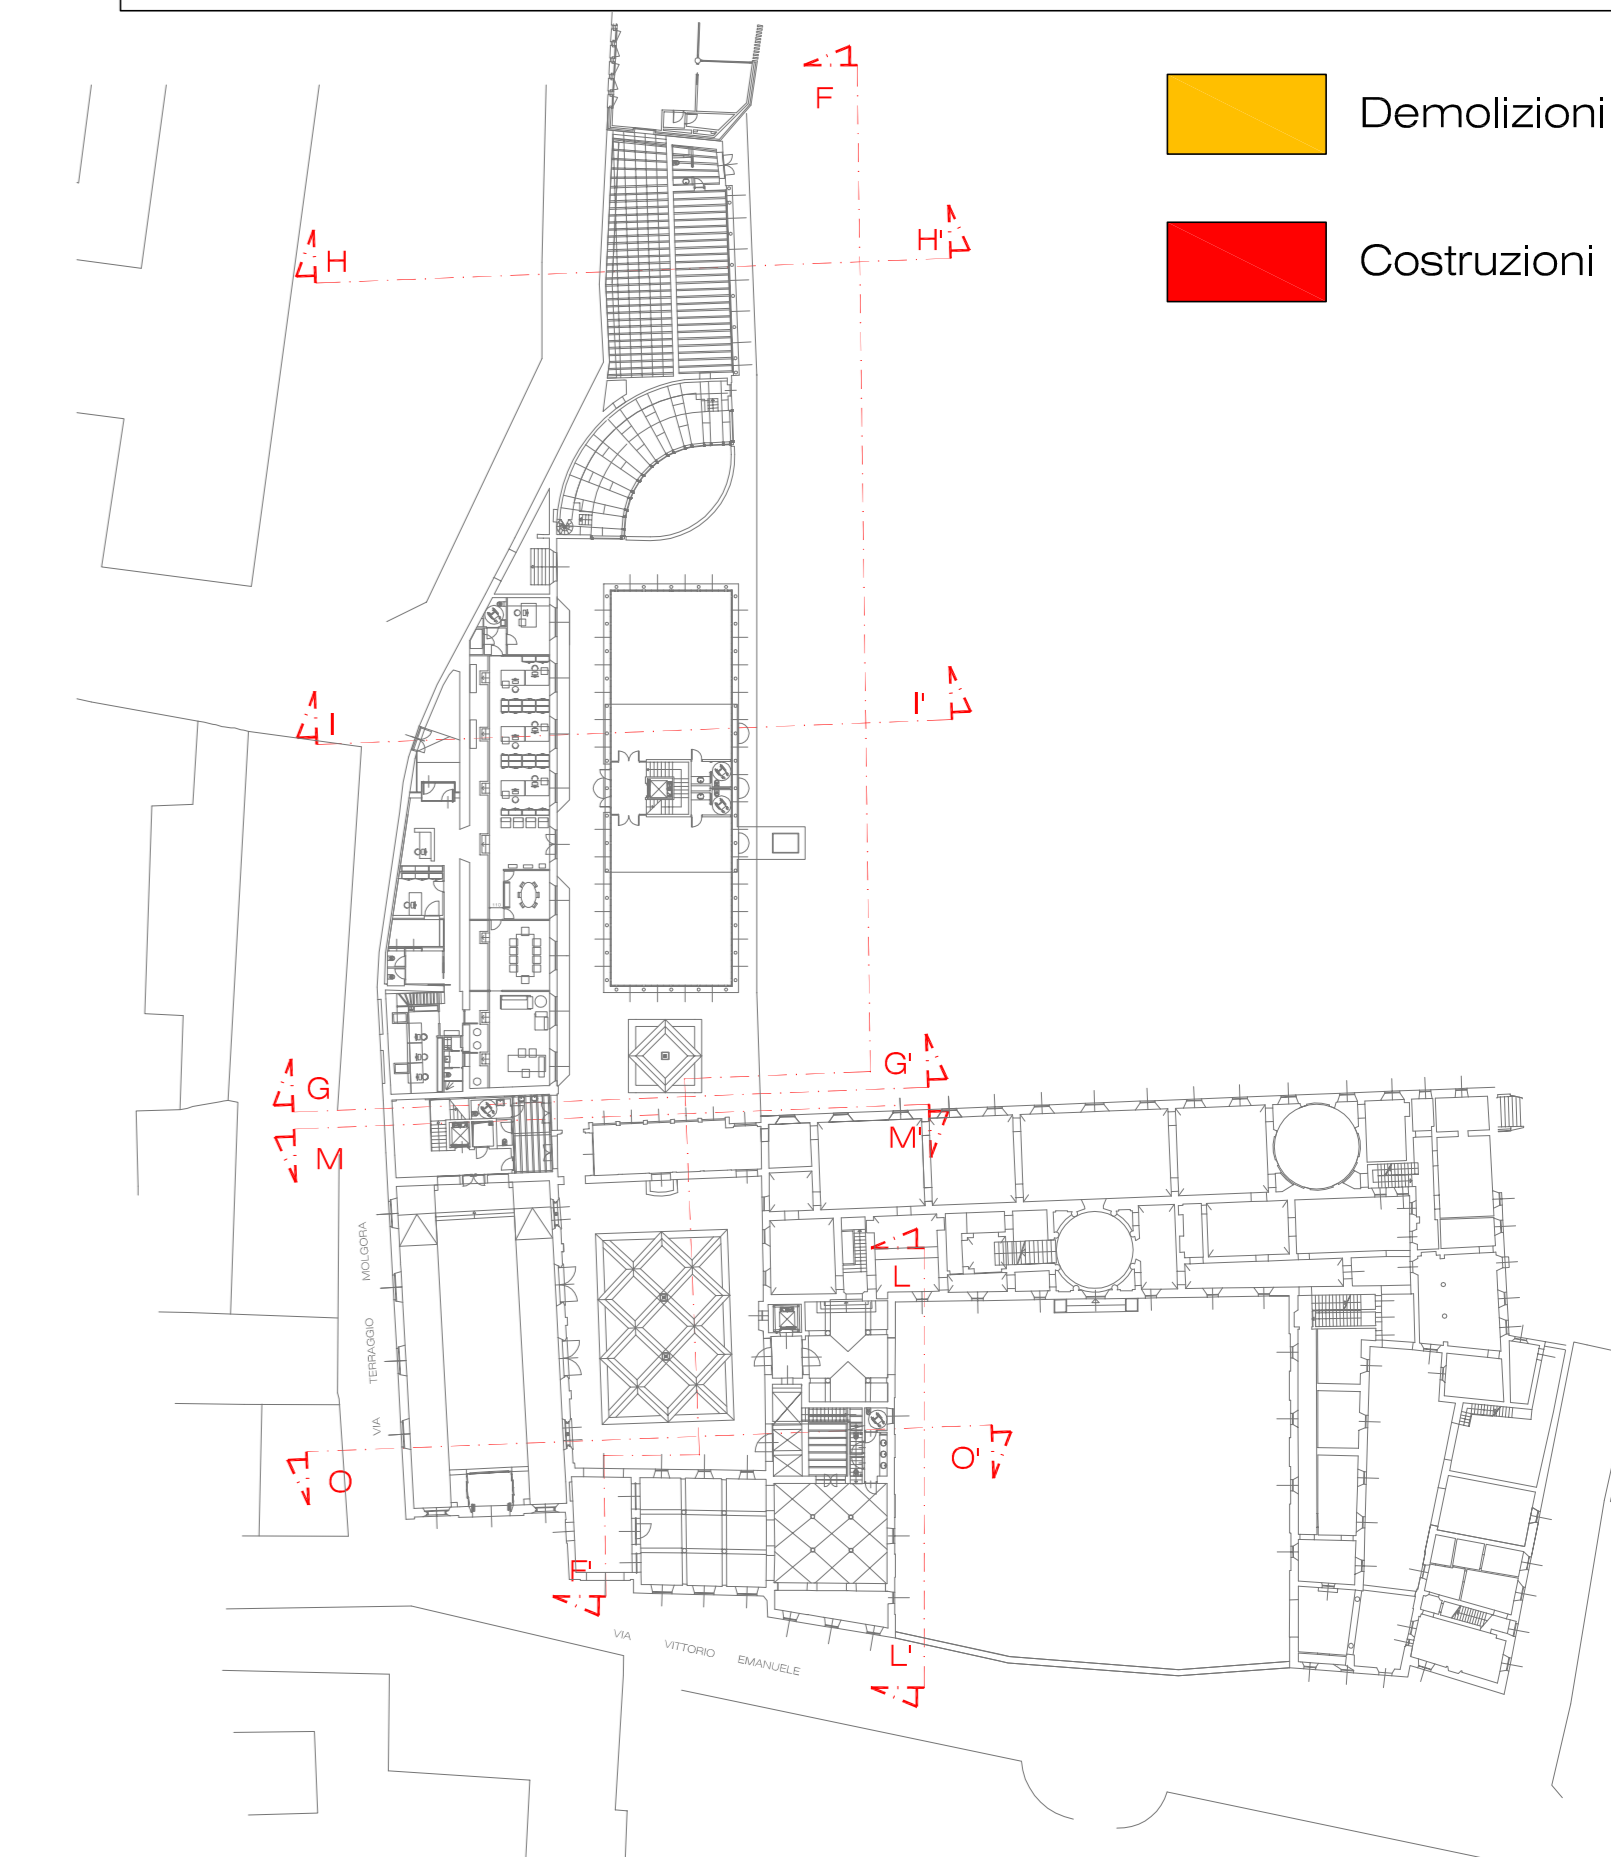 F
Demolizioni
H
H'
Costruzioni
I
I'
G
G'
M
M'
L
VIA TERRAGGIO MOLGORA
O
O'
F'
L'
VIA VITTORIO EMANUELE